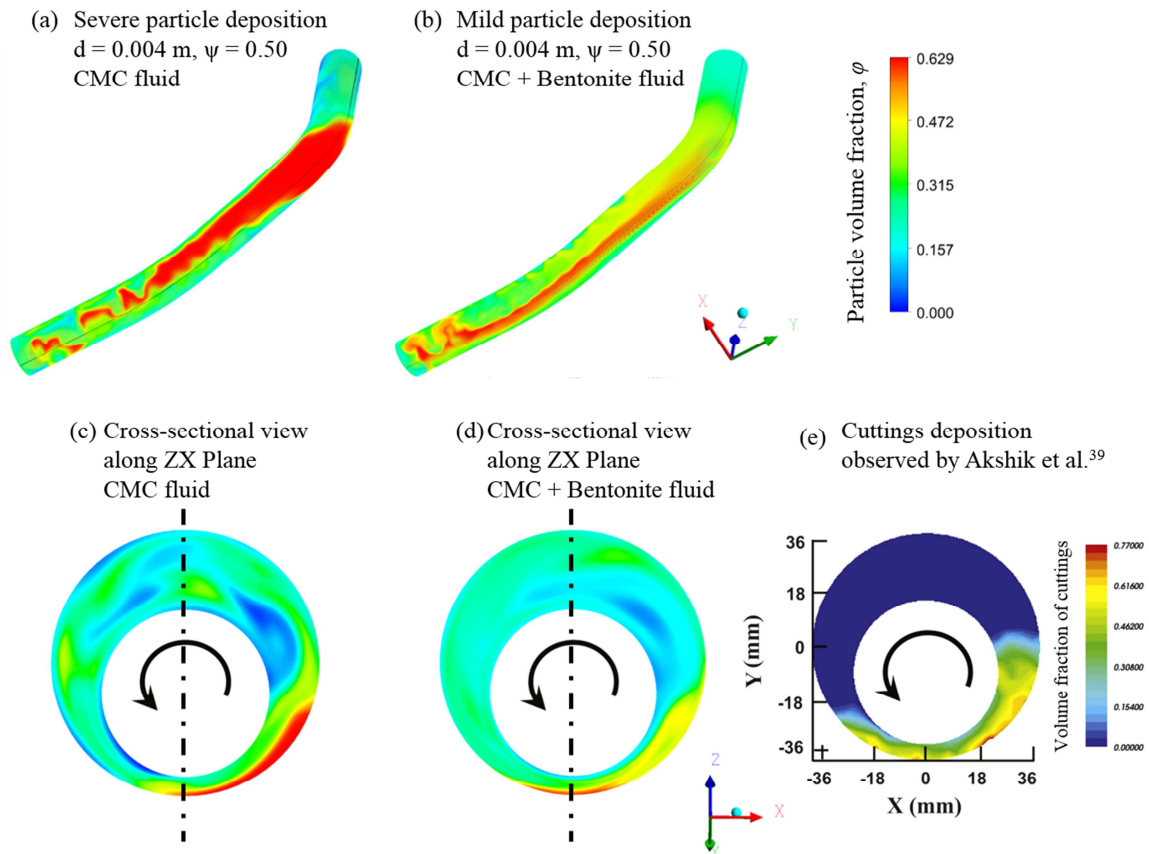 (a) Severe particle deposition
d = 0.004 m, ψ = 0.50
CMC fluid
(b) Mild particle deposition
d = 0.004 m, ψ = 0.50
CMC + Bentonite fluid
Particle volume fraction, φ
0.629
0.472
0.315
0.157
0.000
X
Z
Y
(c) Cross-sectional view
along ZX Plane
CMC fluid
(d) Cross-sectional view
along ZX Plane
CMC + Bentonite fluid
Z
X
(e) Cuttings deposition
observed by Akshik et al.³⁹
Y (mm)
36
18
0
-18
-36
-36 -18 0 18 36
X (mm)
Volume fraction of cuttings
0.77000
0.61600
0.46200
0.30800
0.15400
0.00000